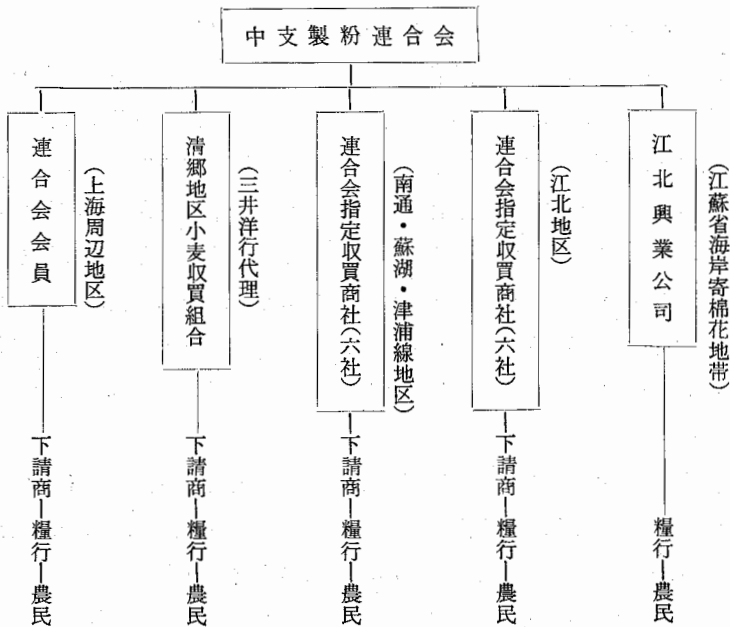 中支製粉連合会
江北興業公司
(江蘇省海岸寄棉花地帯)
糧行—農民
連合会指定収買商社(六社)
(江北地区)
下請商—糧行—農民
連合会指定収買商社(六社)
(南通・蘇湖・津浦線地区)
下請商—糧行—農民
清郷地区小麦収買組合
(三井洋行代理)
下請商—糧行—農民
連合会会員
(上海周辺地区)
下請商—糧行—農民